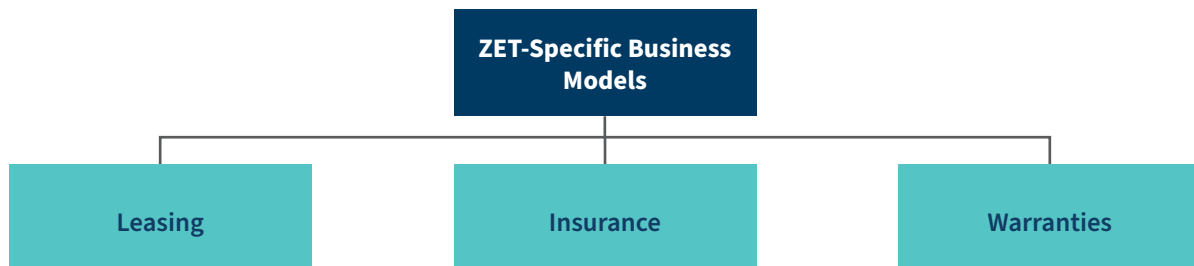 ZET-Specific Business
Models
Leasing
Insurance
Warranties